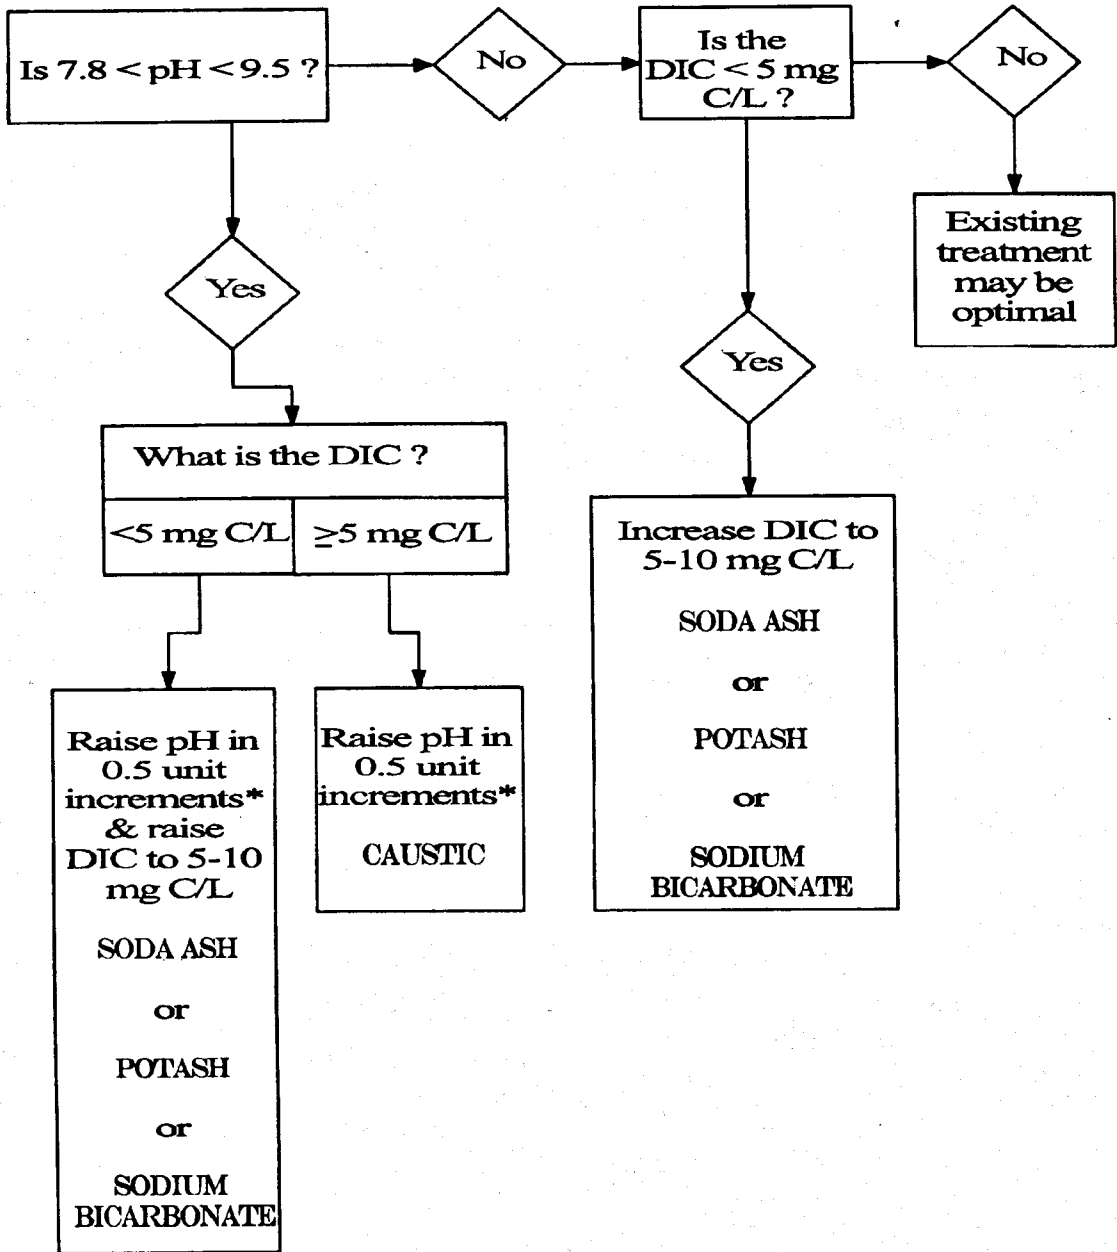 Is 7.8 < pH < 9.5 ?
No
Is the
DIC < 5 mg
C/L ?
No
Existing
treatment
may be
optimal
Yes
Yes
What is the DIC ?
<5 mg C/L
≥5 mg C/L
Increase DIC to
5-10 mg C/L
SODA ASH
or
POTASH
or
SODIUM
BICARBONATE
Raise pH in
0.5 unit
increments*
& raise
DIC to 5-10
mg C/L
SODA ASH
or
POTASH
or
SODIUM
BICARBONATE
Raise pH in
0.5 unit
increments*
CAUSTIC